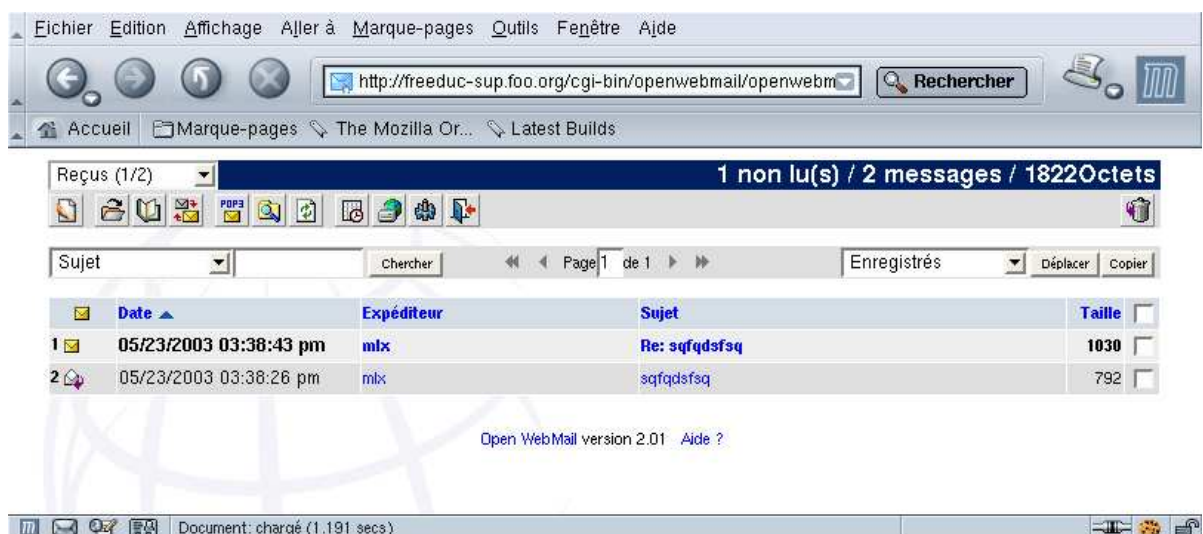 Fichier Edition Affichage Aller à Marque-pages Outils Fenêtre Aide
http://freeduc-sup.foo.org/cgi-bin/openwebmail/openwebm Rechercher
Accueil Marque-pages The Mozilla Or... Latest Builds
Reçus (1/2) 1 non lu(s) / 2 messages / 1822Octets
POP3
Sujet Chercher Page 1 de 1 Enregistrés Déplacer Copier
Date Expéditeur Sujet Taille
1 05/23/2003 03:38:43 pm mlx Re: sqfqdsfsq 1030
2 05/23/2003 03:38:26 pm mlx sqfqdsfsq 792
Open WebMail version 2.01 Aide ?
Document: chargé (1.191 secs)